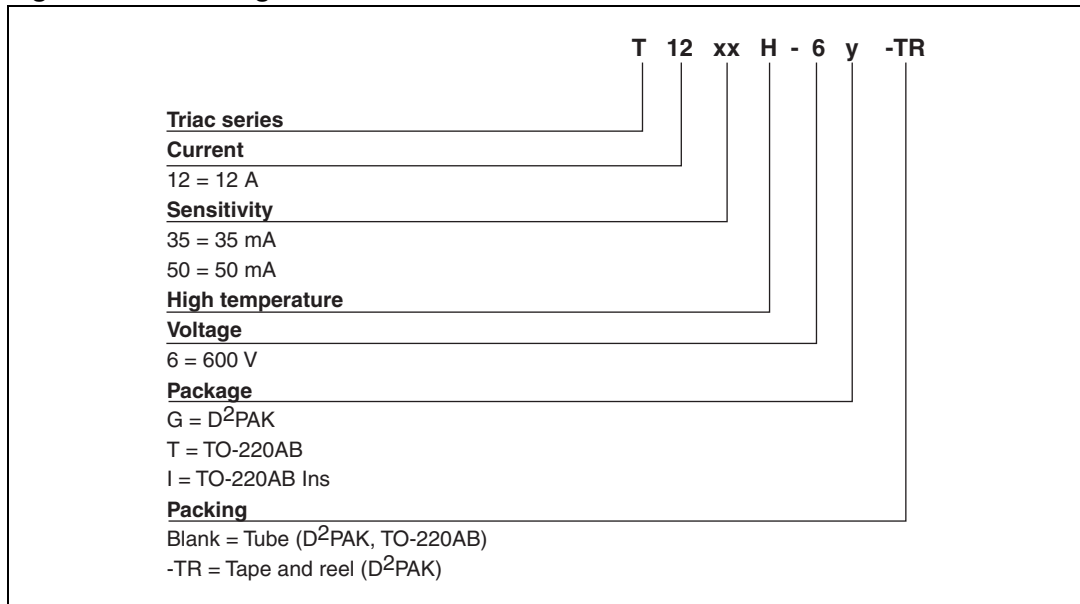 T 12 xx H - 6 y -TR
Triac series
Current
12 = 12 A
Sensitivity
35 = 35 mA
50 = 50 mA
High temperature
Voltage
6 = 600 V
Package
G = D2PAK
T = TO-220AB
I = TO-220AB Ins
Packing
Blank = Tube (D2PAK, TO-220AB)
-TR = Tape and reel (D2PAK)